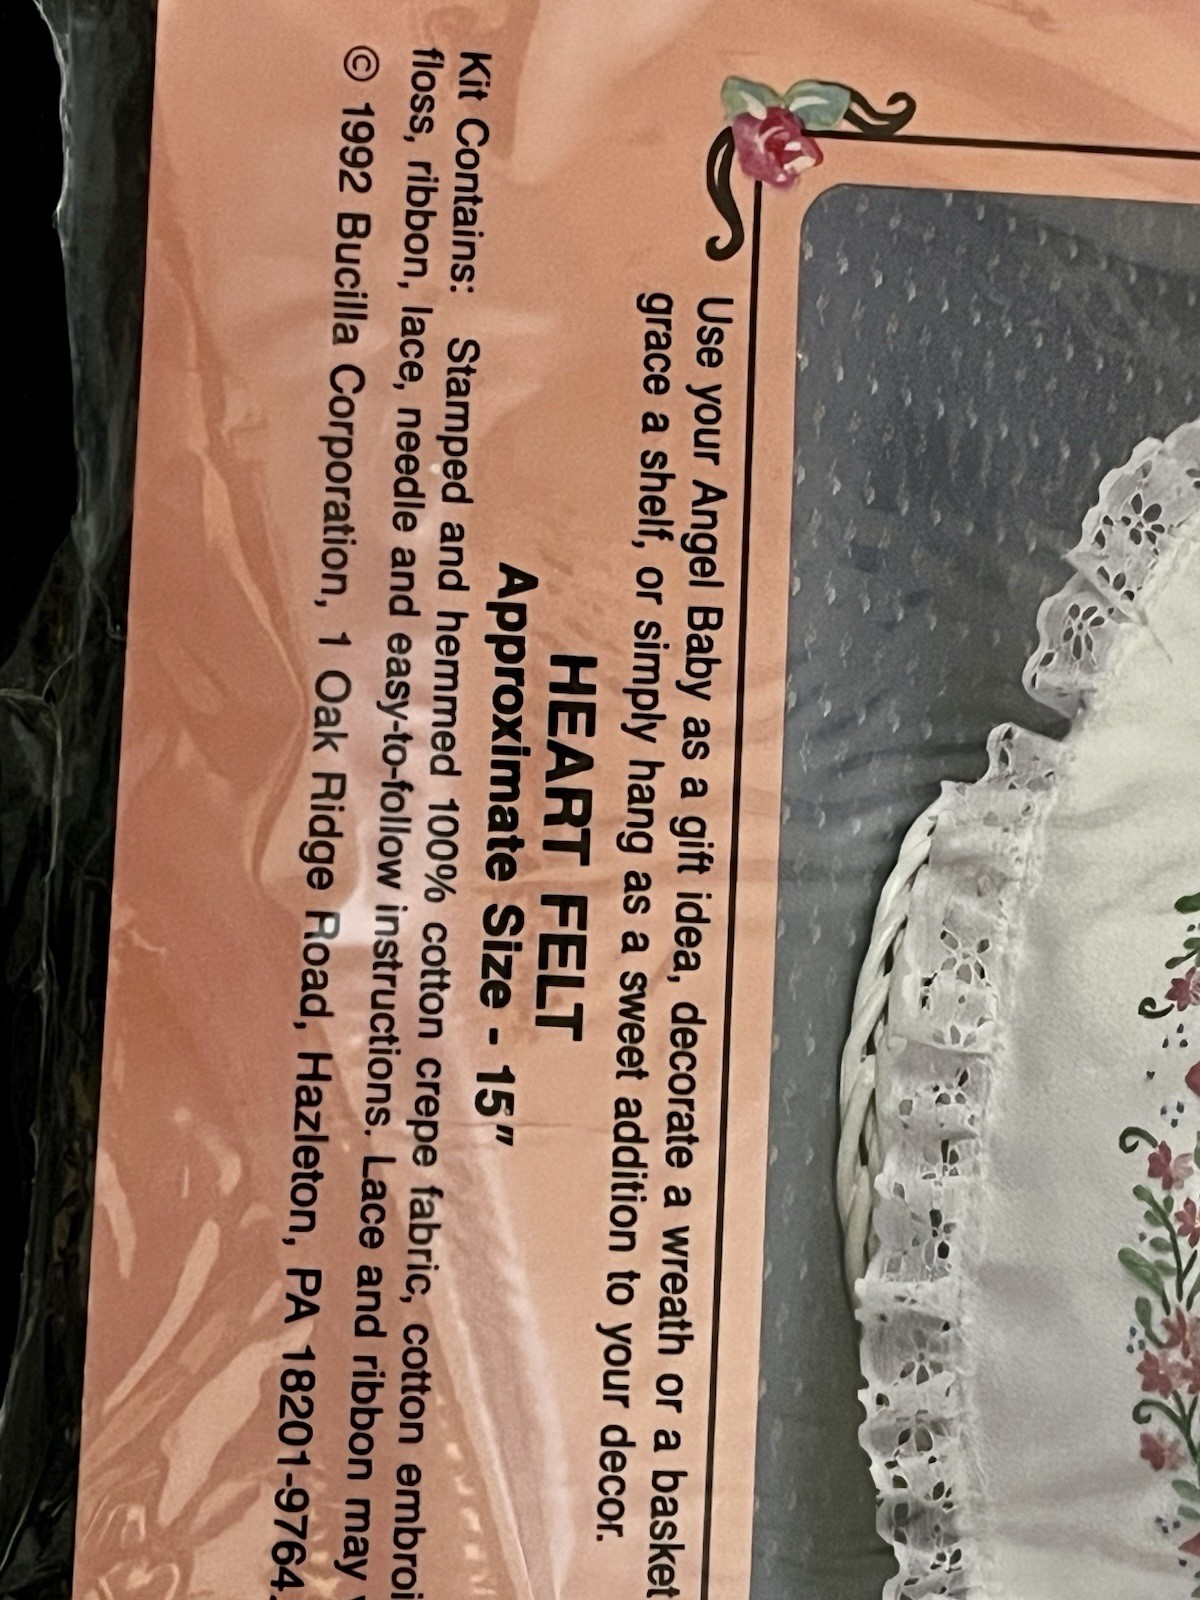 Use your Angel Baby as a gift idea, decorate a wreath or a basket
grace a shelf, or simply hang as a sweet addition to your decor.
HEART FELT
Approximate Size - 15"
Kit Contains: Stamped and hemmed 100% cotton crepe fabric, cotton embroi
floss, ribbon, lace, needle and easy-to-follow instructions. Lace and ribbon may
© 1992 Bucilla Corporation, 1 Oak Ridge Road, Hazleton, PA 18201-9764.